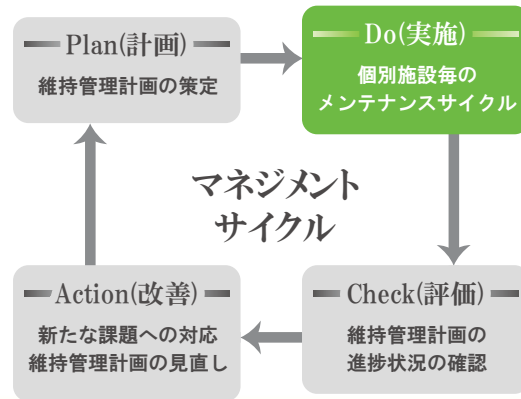 Plan(計画)
維持管理計画の策定
Do(実施)
個別施設毎の
メンテナンスサイクル
マネジメント
サイクル
Action(改善)
新たな課題への対応
維持管理計画の見直し
Check(評価)
維持管理計画の
進捗状況の確認